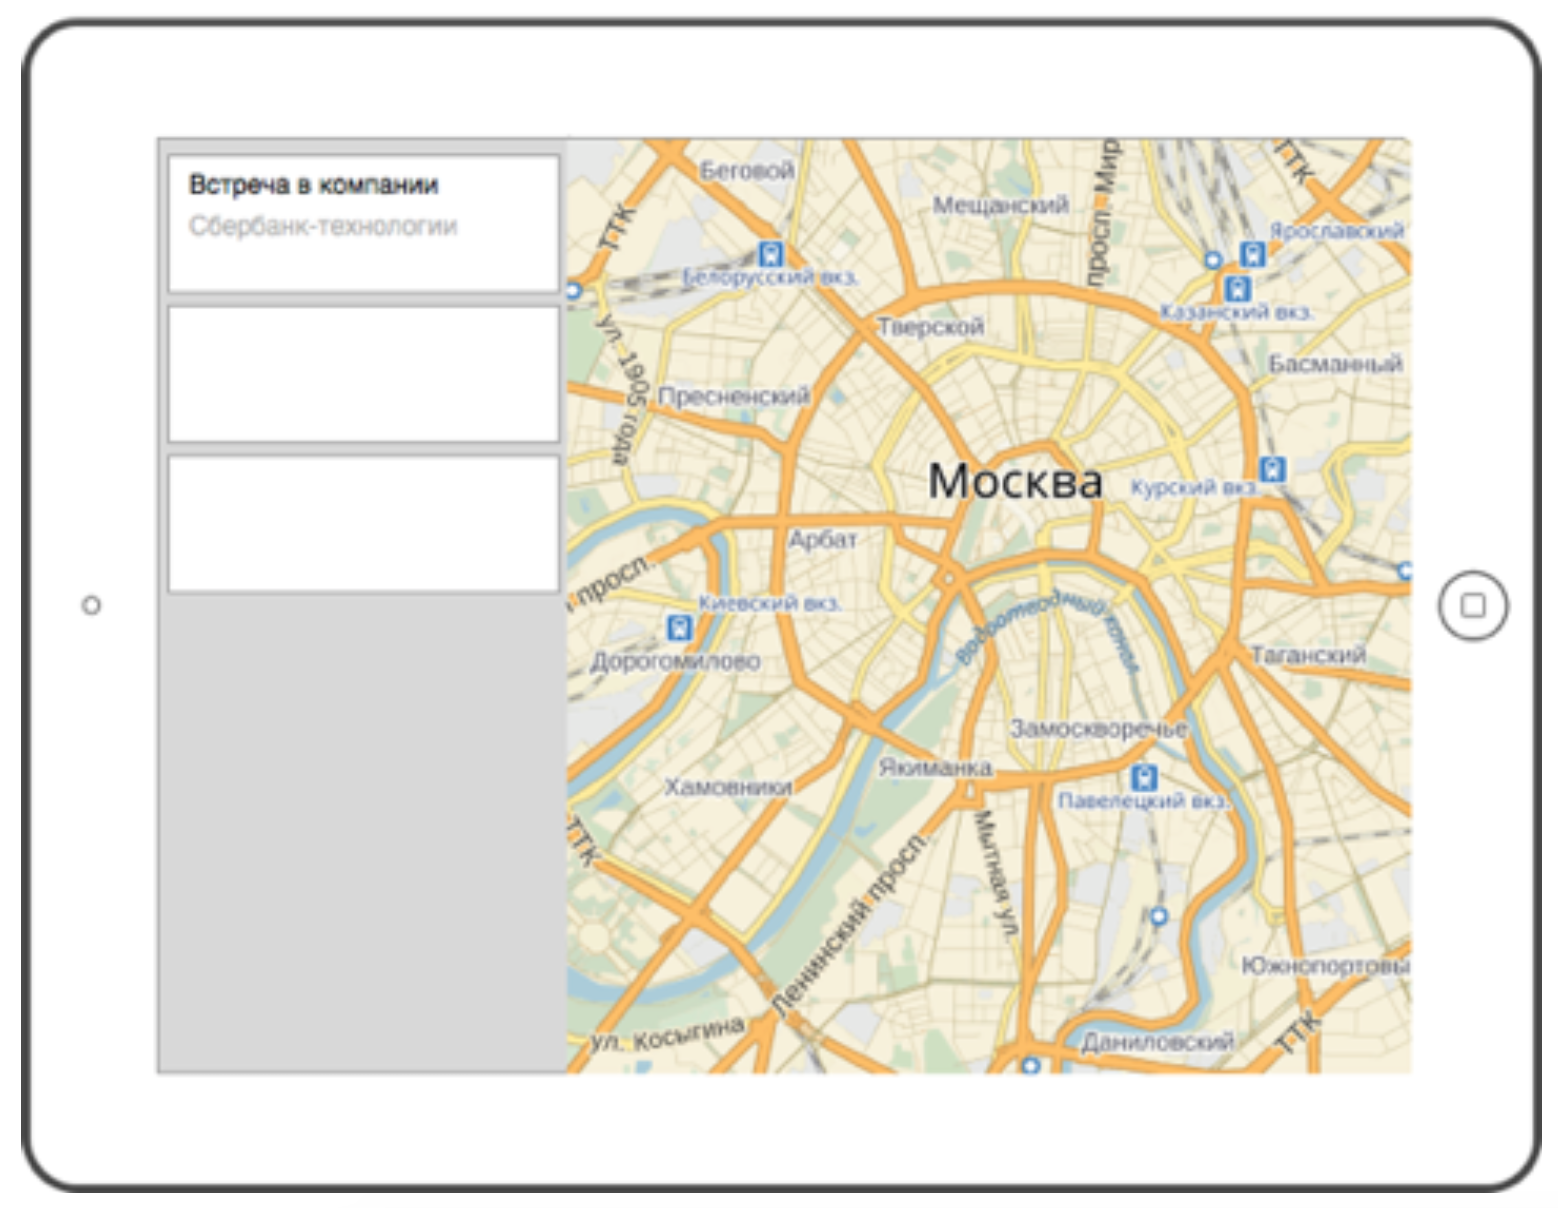 Встреча в компании
Сбербанк-технологии
Беговой
Мещанский
просп. Мир
ТТК
ТТК
Ярославский
Белорусский вкз.
Казанский вкз.
Тверской
ул. 1905 года
Басманный
Пресненский
Москва
Курский вкз.
Арбат
просп.
Киевский вкз.
Водоотводный канал
Дорогомилово
Таганский
Замоскворечье
Якиманка
Хамовники
Павелецкий вкз.
ТТК
Мытная ул.
Ленинский просп.
Южнопортовы
ул. Косыгина
ТТК
Даниловский